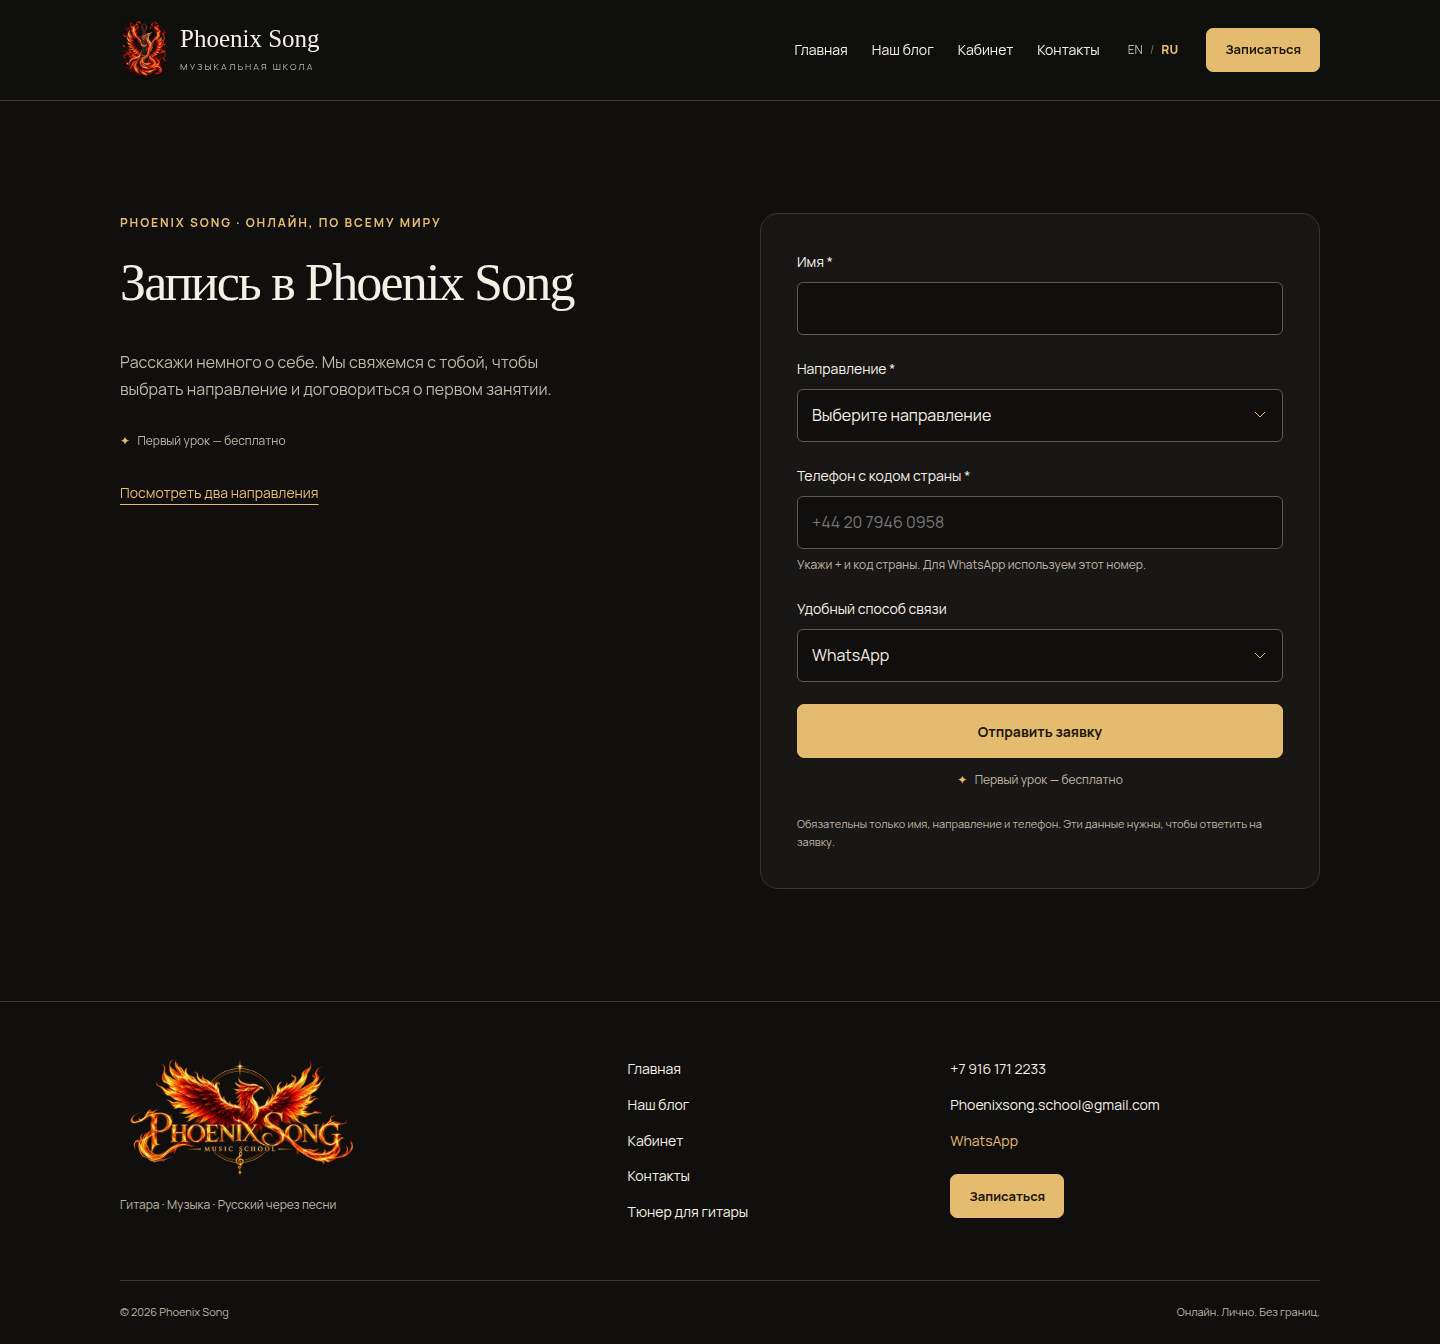 Phoenix Song
МУЗЫКАЛЬНАЯ ШКОЛА
Главная
Наш блог
Кабинет
Контакты
EN / RU
Записаться
PHOENIX SONG · ОНЛАЙН, ПО ВСЕМУ МИРУ
Запись в Phoenix Song
Расскажи немного о себе. Мы свяжемся с тобой, чтобы
выбрать направление и договориться о первом занятии.
✦ Первый урок — бесплатно
Посмотреть два направления
Имя *
Направление *
Выберите направление
Телефон с кодом страны *
+44 20 7946 0958
Укажи + и код страны. Для WhatsApp используем этот номер.
Удобный способ связи
WhatsApp
Отправить заявку
✦ Первый урок — бесплатно
Обязательны только имя, направление и телефон. Эти данные нужны, чтобы ответить на
заявку.
PHOENIX SONG
MUSIC SCHOOL
Гитара · Музыка · Русский через песни
Главная
Наш блог
Кабинет
Контакты
Тюнер для гитары
+7 916 171 2233
Phoenixsong.school@gmail.com
WhatsApp
Записаться
© 2026 Phoenix Song
Онлайн. Лично. Без границ.